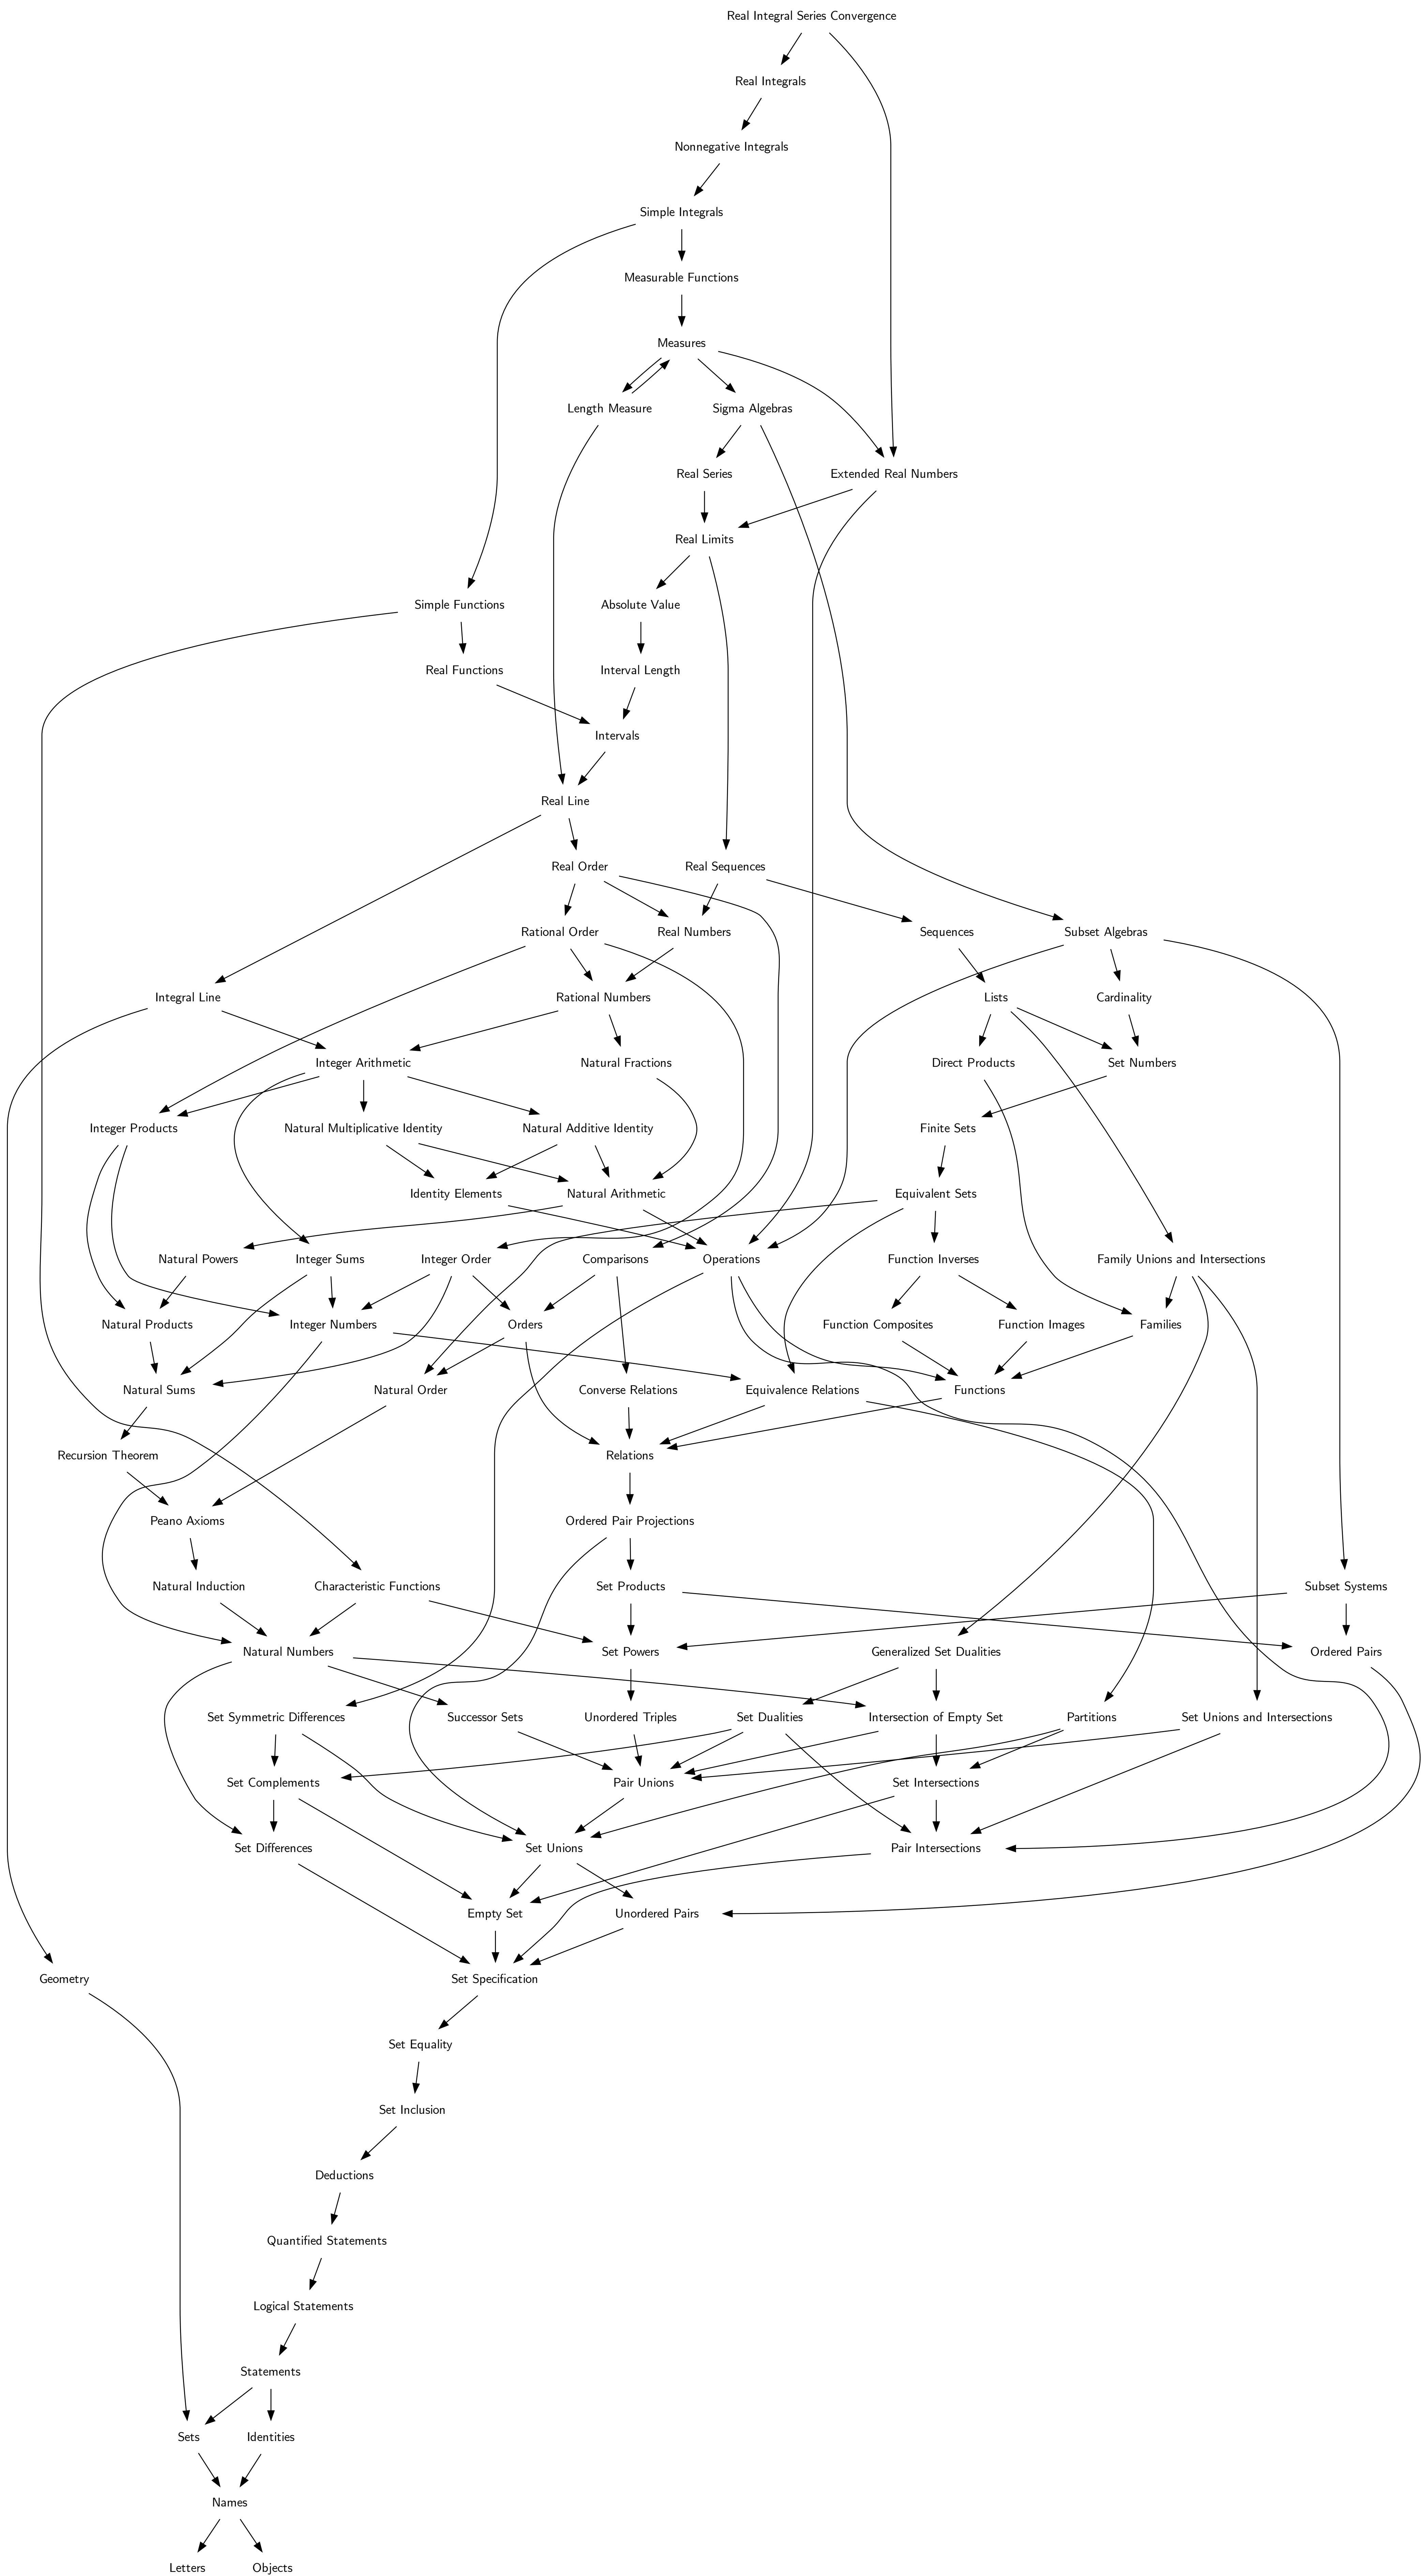 Real Integral Series Convergence
Real Integrals
Nonnegative Integrals
Simple Integrals
Measurable Functions
Measures
Length Measure
Sigma Algebras
Real Series
Extended Real Numbers
Real Limits
Simple Functions
Absolute Value
Real Functions
Interval Length
Intervals
Real Line
Real Order
Real Sequences
Rational Order
Real Numbers
Sequences
Subset Algebras
Integral Line
Rational Numbers
Lists
Cardinality
Integer Arithmetic
Natural Fractions
Direct Products
Set Numbers
Integer Products
Natural Multiplicative Identity
Natural Additive Identity
Finite Sets
Identity Elements
Natural Arithmetic
Equivalent Sets
Natural Powers
Integer Sums
Integer Order
Comparisons
Operations
Function Inverses
Family Unions and Intersections
Natural Products
Integer Numbers
Orders
Function Composites
Function Images
Families
Natural Sums
Natural Order
Converse Relations
Equivalence Relations
Functions
Recursion Theorem
Relations
Peano Axioms
Ordered Pair Projections
Natural Induction
Characteristic Functions
Set Products
Subset Systems
Natural Numbers
Set Powers
Generalized Set Dualities
Ordered Pairs
Set Symmetric Differences
Successor Sets
Unordered Triples
Set Dualities
Intersection of Empty Set
Partitions
Set Unions and Intersections
Set Complements
Pair Unions
Set Intersections
Set Differences
Set Unions
Pair Intersections
Empty Set
Unordered Pairs
Geometry
Set Specification
Set Equality
Set Inclusion
Deductions
Quantified Statements
Logical Statements
Statements
Sets
Identities
Names
Letters
Objects